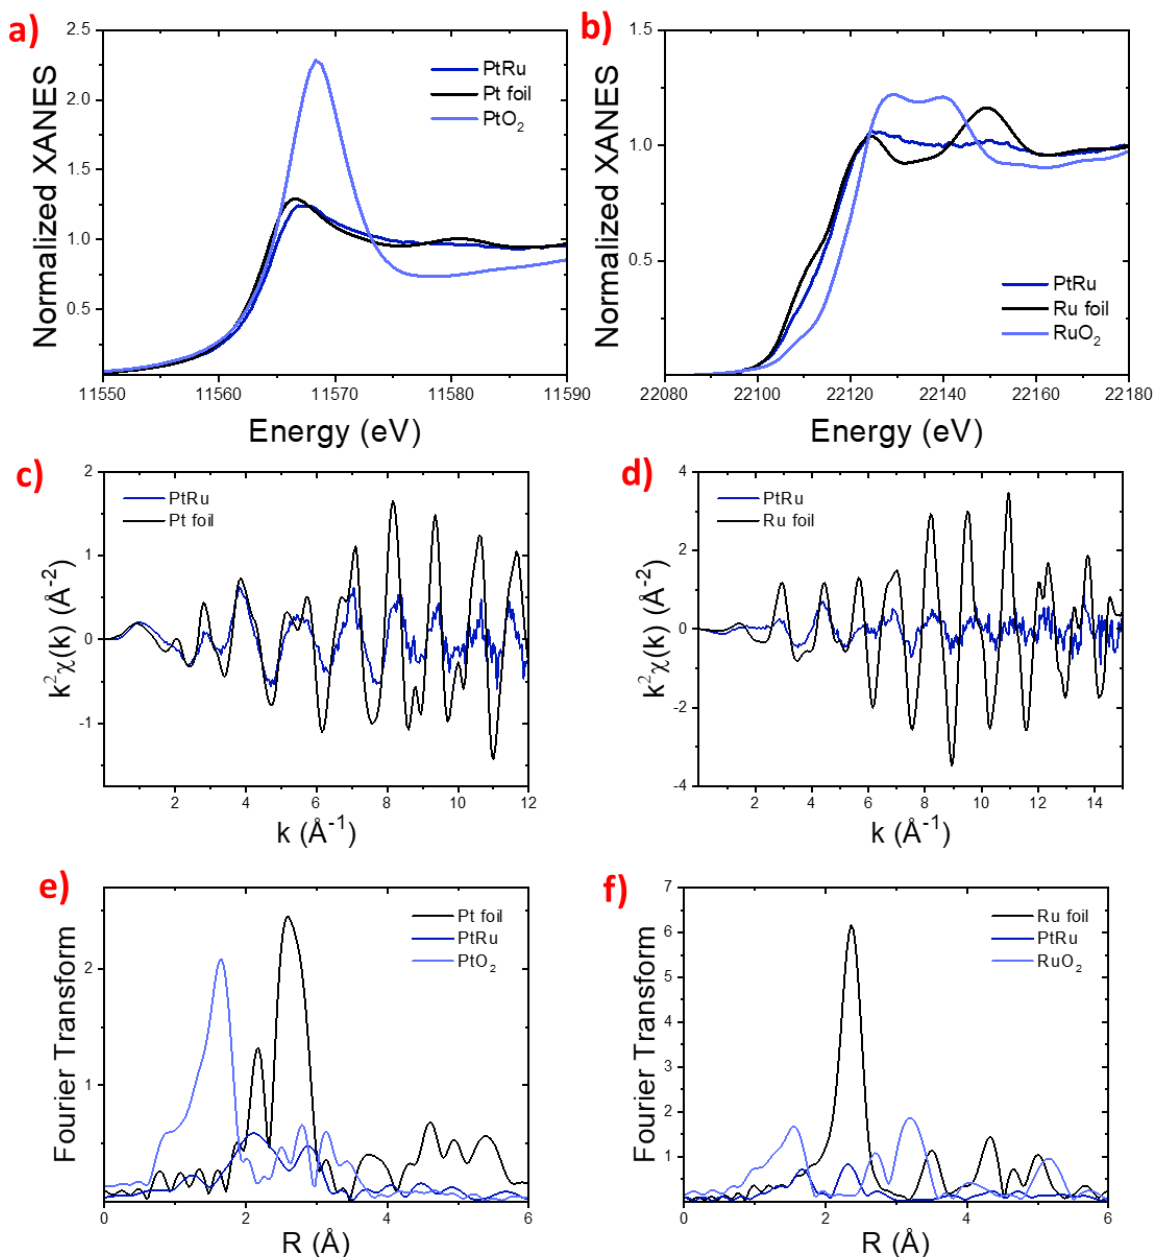 a)
2.5
2.0
1.5
1.0
0.5
Normalized XANES
PtRu
Pt foil
PtO₂
11550 11560 11570 11580 11590
Energy (eV)
b)
1.5
1.0
0.5
Normalized XANES
PtRu
Ru foil
RuO₂
22080 22100 22120 22140 22160 22180
Energy (eV)
c)
2
1
0
-1
k²χ(k) (Å⁻²)
PtRu
Pt foil
2 4 6 8 10 12
k (Å⁻¹)
d)
4
2
0
-2
-4
k²χ(k) (Å⁻²)
PtRu
Ru foil
2 4 6 8 10 12 14
k (Å⁻¹)
e)
2
1
Fourier Transform
Pt foil
PtRu
PtO₂
0 2 4 6
R (Å)
f)
7
6
5
4
3
2
1
0
Fourier Transform
Ru foil
PtRu
RuO₂
0 2 4 6
R (Å)